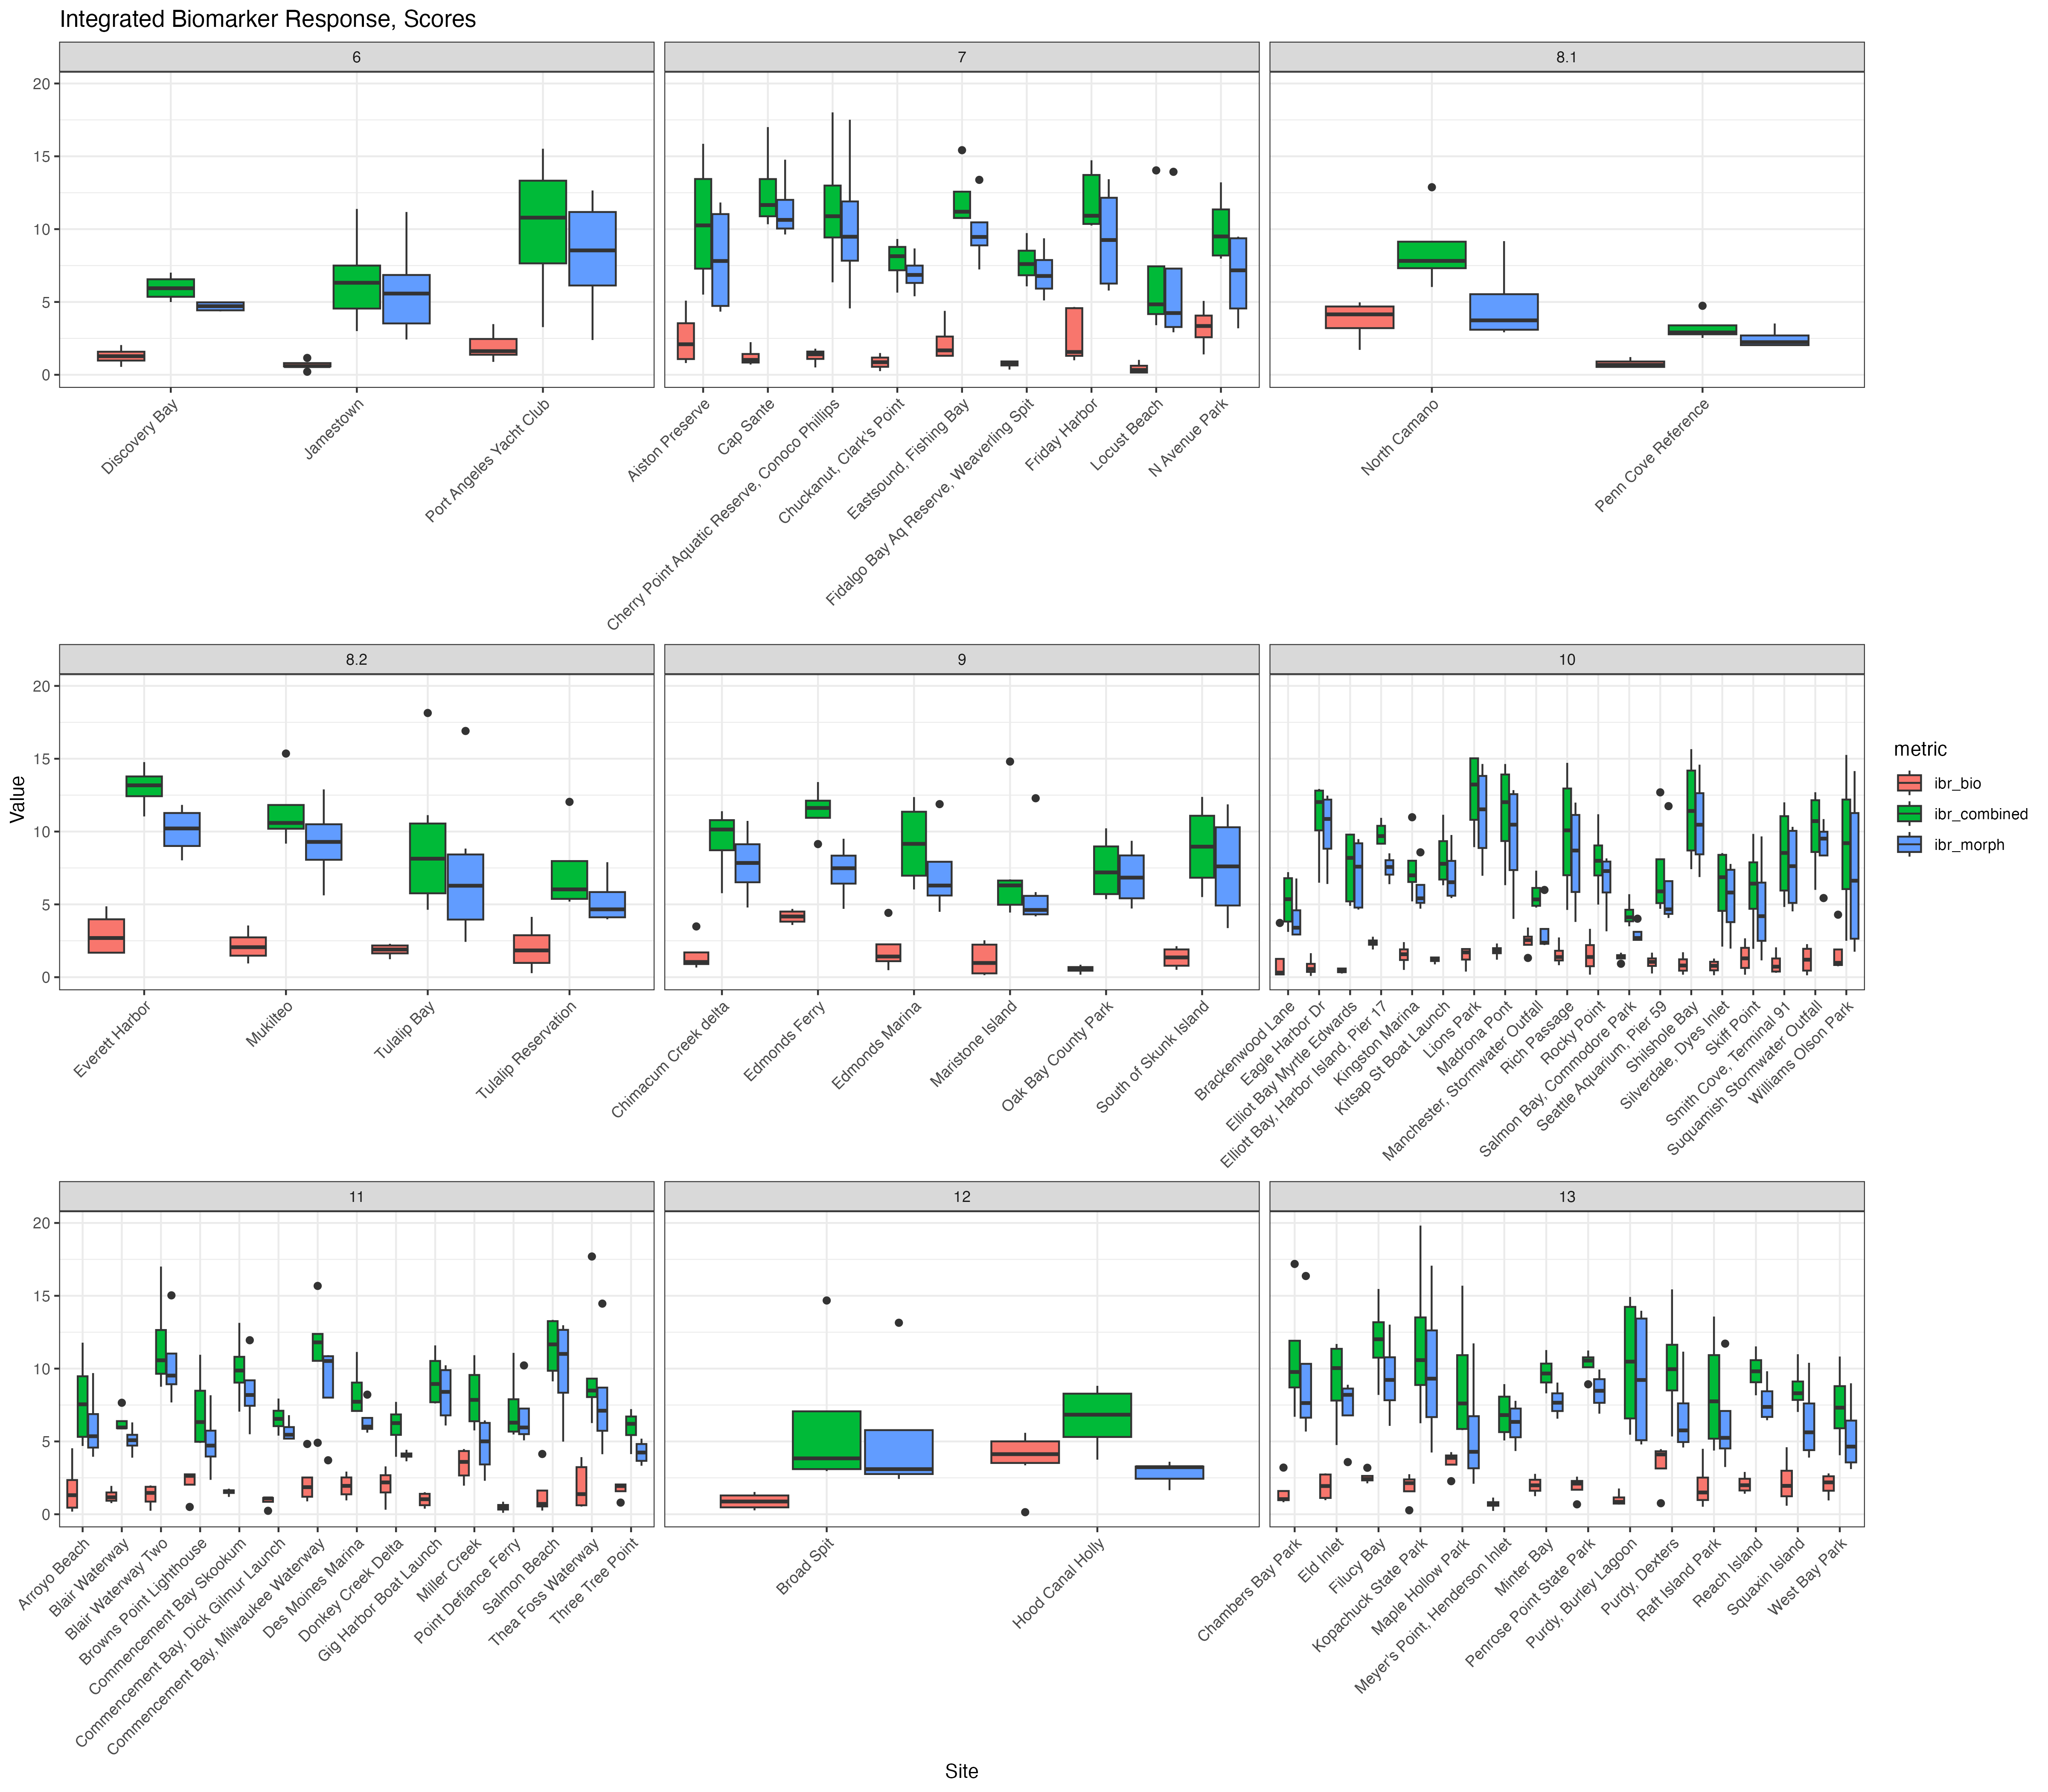 Integrated Biomarker Response, Scores
6
7
8.1
20
15
10
5
0
Discovery Bay
Jamestown
Port Angeles Yacht Club
Aiston Preserve
Cap Sante
Cherry Point Aquatic Reserve, Conoco Phillips
Chuckanut, Clark's Point
Eastsound, Fishing Bay
Fidalgo Bay Aq Reserve, Weaverling Spit
Friday Harbor
Locust Beach
N Avenue Park
North Camano
Penn Cove Reference
8.2
9
10
20
15
10
5
0
Everett Harbor
Mukilteo
Tulalip Bay
Tulalip Reservation
Chimacum Creek delta
Edmonds Ferry
Edmonds Marina
Maristone Island
Oak Bay County Park
South of Skunk Island
Brackenwood Lane
Eagle Harbor Dr
Elliot Bay Myrtle Edwards
Elliott Bay, Harbor Island, Pier 17
Kingston Marina
Kitsap St Boat Launch
Lions Park
Madrona Pont
Manchester, Stormwater Outfall
Rich Passage
Rocky Point
Salmon Bay, Commodore Park
Seattle Aquarium, Pier 59
Shilshole Bay
Silverdale, Dyes Inlet
Skiff Point
Smith Cove, Terminal 91
Suquamish Stormwater Outfall
Williams Olson Park
11
12
13
20
15
10
5
0
Arroyo Beach
Blair Waterway
Blair Waterway Two
Browns Point Lighthouse
Commencement Bay Skookum
Commencement Bay, Dick Gilmur Launch
Commencement Bay, Milwaukee Waterway
Des Moines Marina
Donkey Creek Delta
Gig Harbor Boat Launch
Miller Creek
Point Defiance Ferry
Salmon Beach
Thea Foss Waterway
Three Tree Point
Broad Spit
Hood Canal Holly
Chambers Bay Park
Eld Inlet
Filucy Bay
Kopachuck State Park
Maple Hollow Park
Meyer's Point, Henderson Inlet
Minter Bay
Penrose Point State Park
Purdy, Burley Lagoon
Purdy, Dexters
Raft Island Park
Reach Island
Squaxin Island
West Bay Park
Value
Site
metric
ibr_bio
ibr_combined
ibr_morph